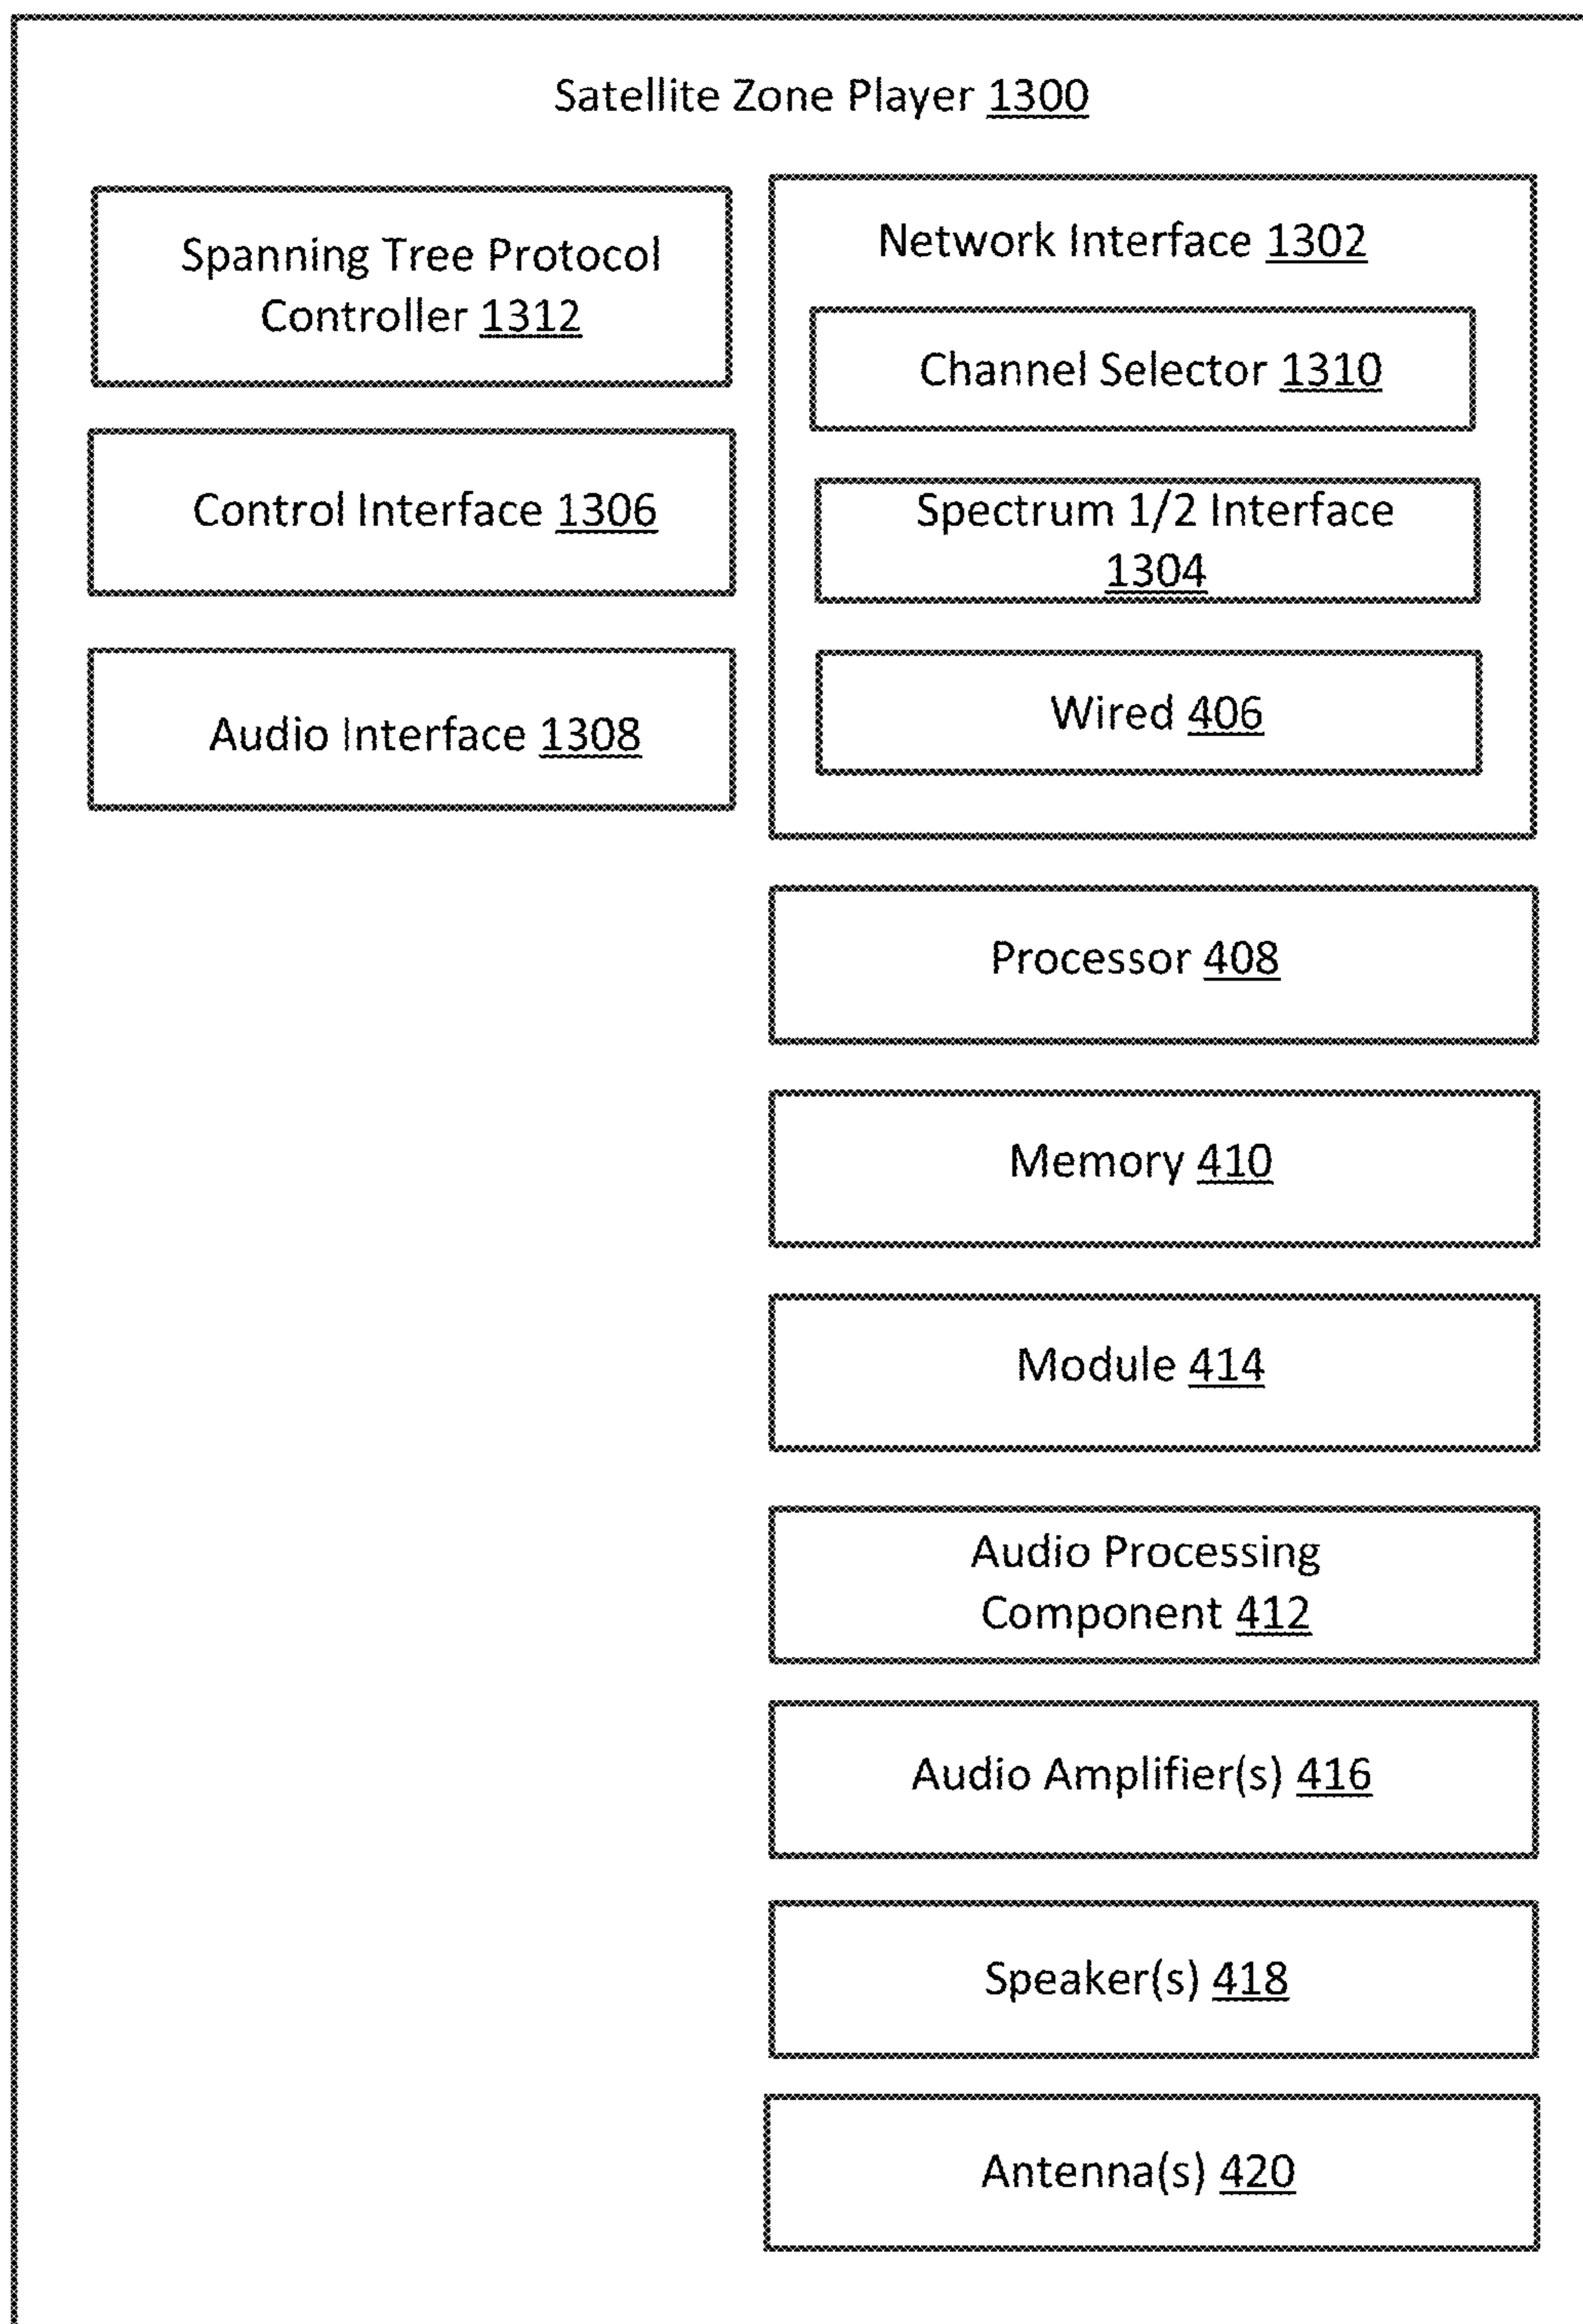 Satellite Zone Player 1300
Spanning Tree Protocol
Controller 1312
Control Interface 1306
Audio Interface 1308
Network Interface 1302
Channel Selector 1310
Spectrum 1/2 Interface
1304
Wired 406
Processor 408
Memory 410
Module 414
Audio Processing
Component 412
Audio Amplifier(s) 416
Speaker(s) 418
Antenna(s) 420